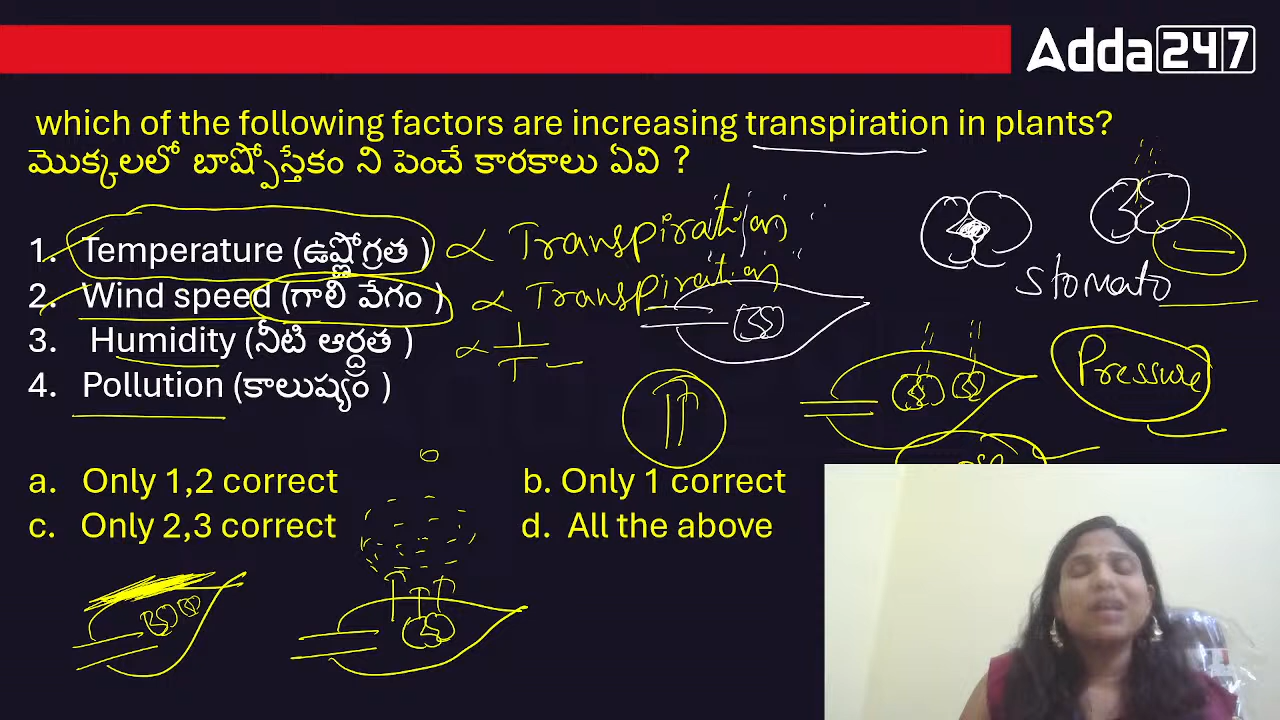 Adda247
which of the following factors are increasing transpiration in plants?
మొక్కలలో బాష్పోస్తేకం ని పెంచే కారకాలు ఏవి ?
1. Temperature (ఉష్ణోగ్రత ) ∝ Transpiration
2. Wind speed (గాలి వేగం ) ∝ Transpiration
3. Humidity (నీటి ఆర్ద్రత ) ∝ 1/T
4. Pollution (కాలుష్యం )
stomato
Pressure
a. Only 1,2 correct
b. Only 1 correct
c. Only 2,3 correct
d. All the above